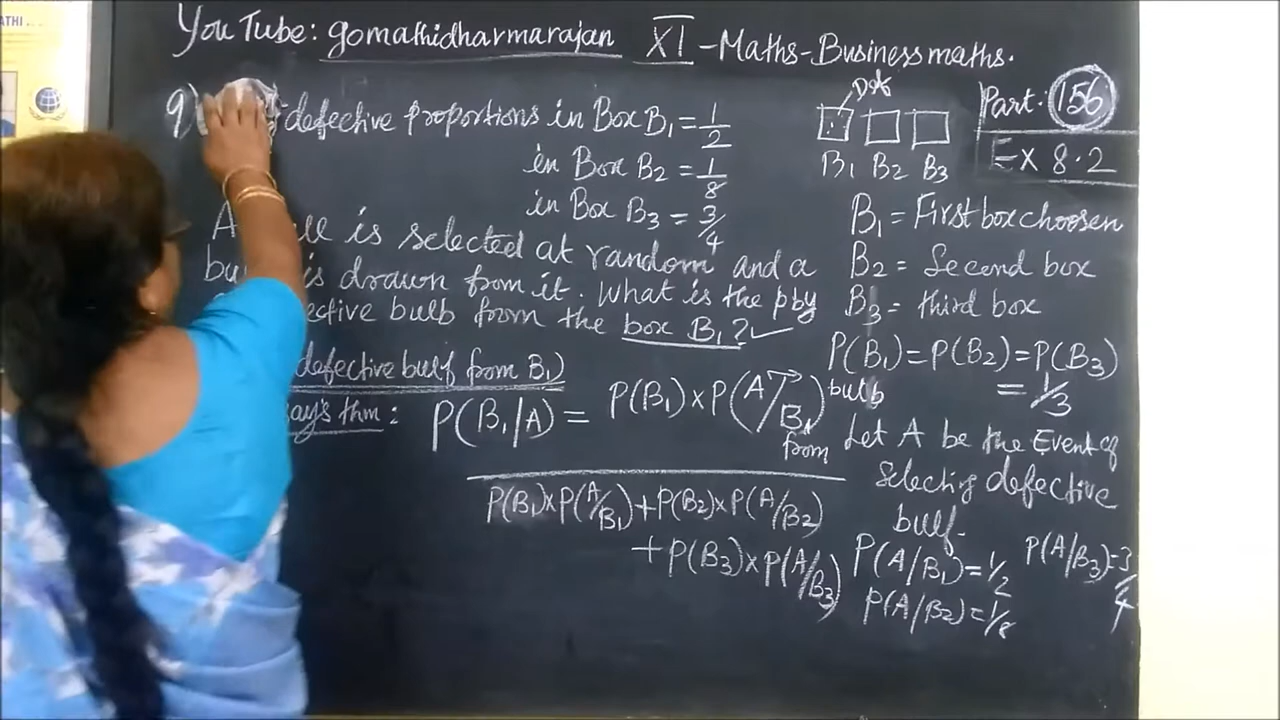 YouTube: gomathidharmarajan XI - Maths - Business maths.
Part: 156
Ex 8.2
9) defective proportions in Box B₁ = 1/2
in Box B₂ = 1/8
in Box B₃ = 3/4
A is selected at random and a
is drawn from it. What is the pby
bulb from the box B₁? ✓
defective bulf from B₁)
thm: P(B₁/A) = P(B₁) x P(A/B₁)
P(B₁) x P(A/B₁) + P(B₂) x P(A/B₂)
+ P(B₃) x P(A/B₃)
bulb
from
B₁ B₂ B₃
B₁ = First box choosen
B₂ = Second box
B₃ = third box
P(B₁) = P(B₂) = P(B₃)
= 1/3
Let A be the Event of
Selecting defective
bulf.
P(A/B₁) = 1/2 P(A/B₃) = 3/4
P(A/B₂) = 1/8